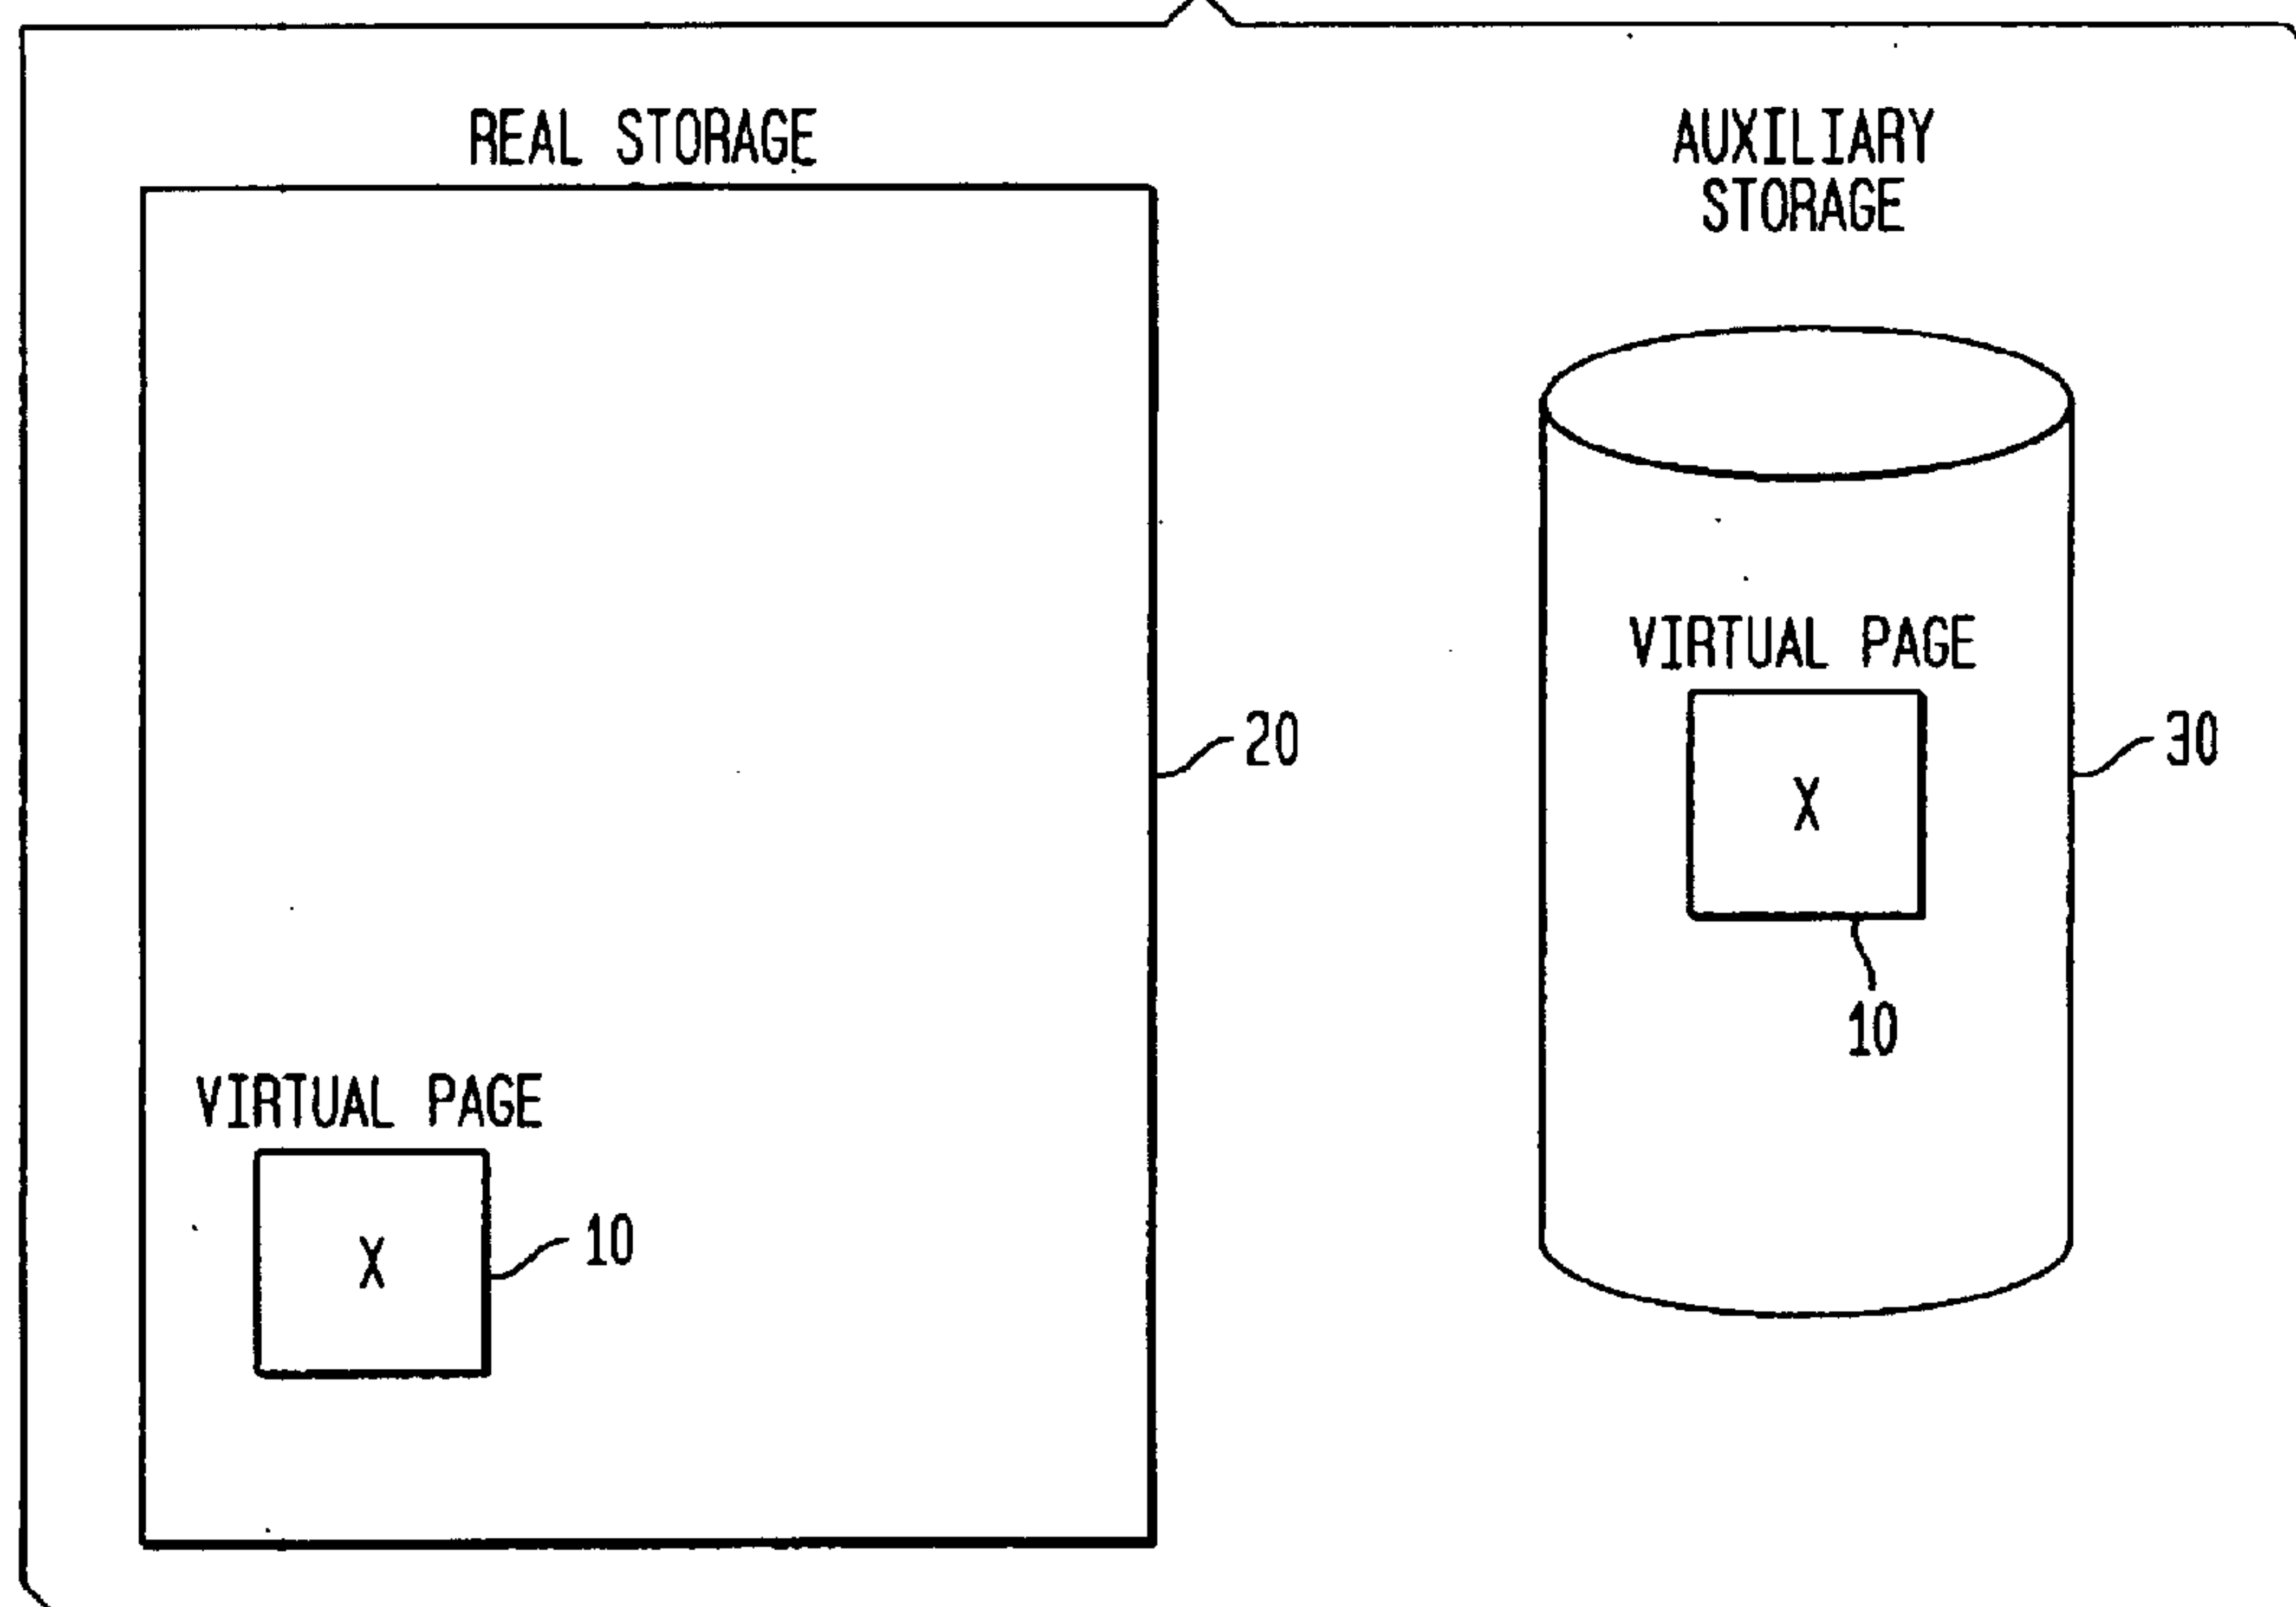 REAL STORAGE
AUXILIARY
STORAGE
VIRTUAL PAGE
20
X
30
10
VIRTUAL PAGE
X
10